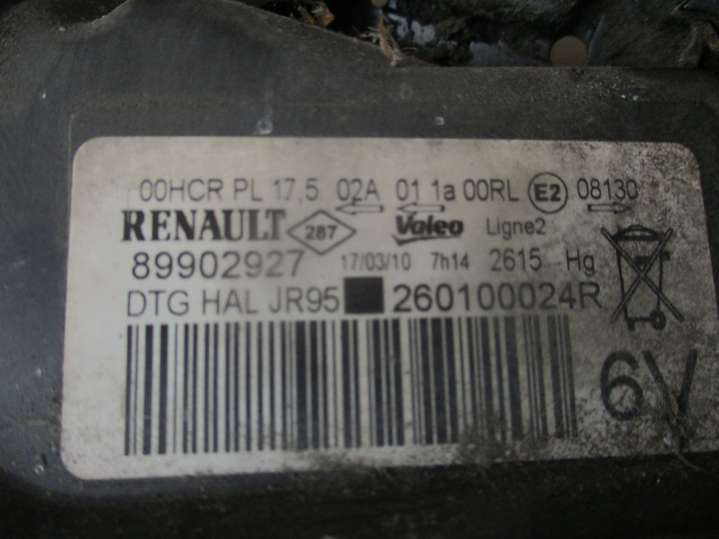 00HCR PL 17,5 02A 01 1a 00RL E2 08130
RENAULT 287 Valeo Ligne2
89902927 17/03/10 7h14 2615 Hg
DTG HAL JR95 260100024R
6V